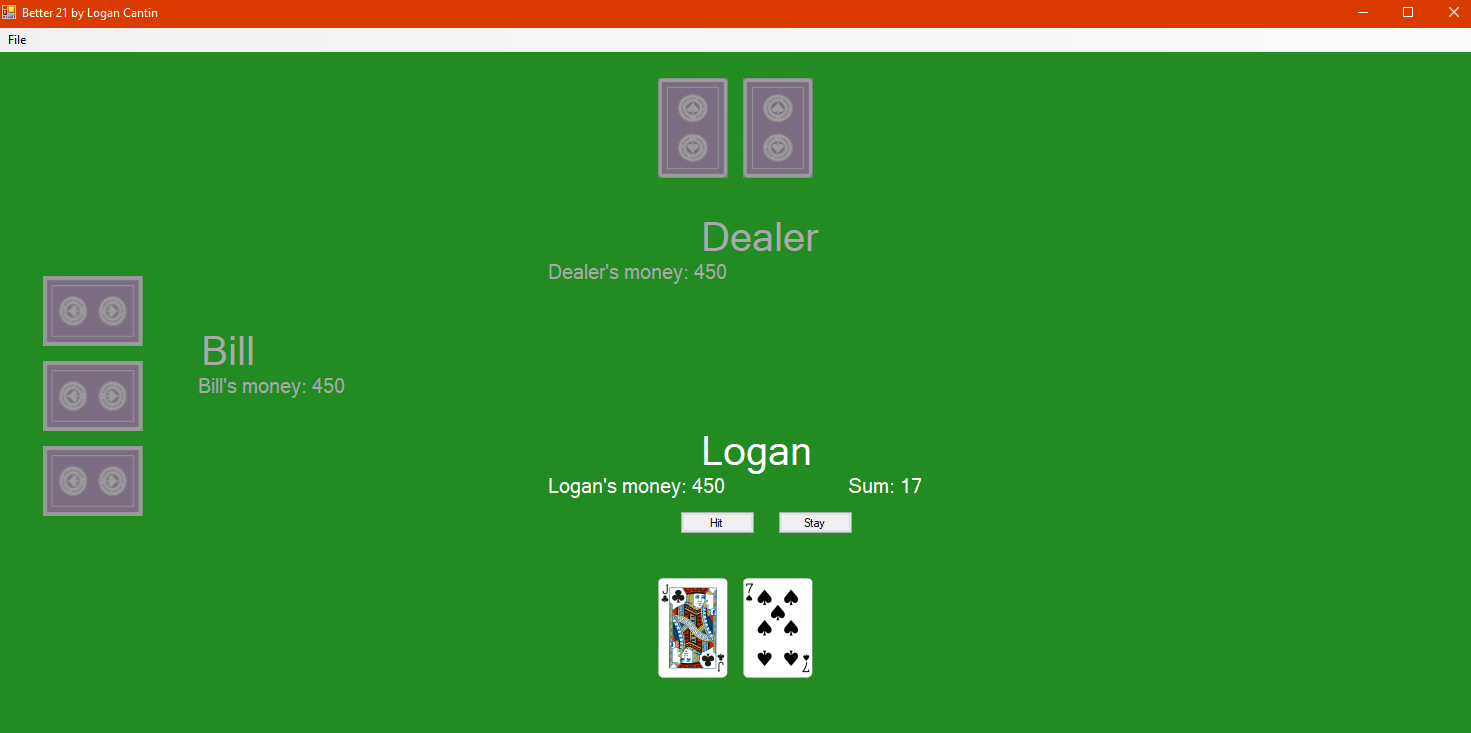 Better 21 by Logan Cantin
File
Dealer
Dealer's money: 450
Bill
Bill's money: 450
Logan
Logan's money: 450 Sum: 17
Hit Stay
J 7
J 7